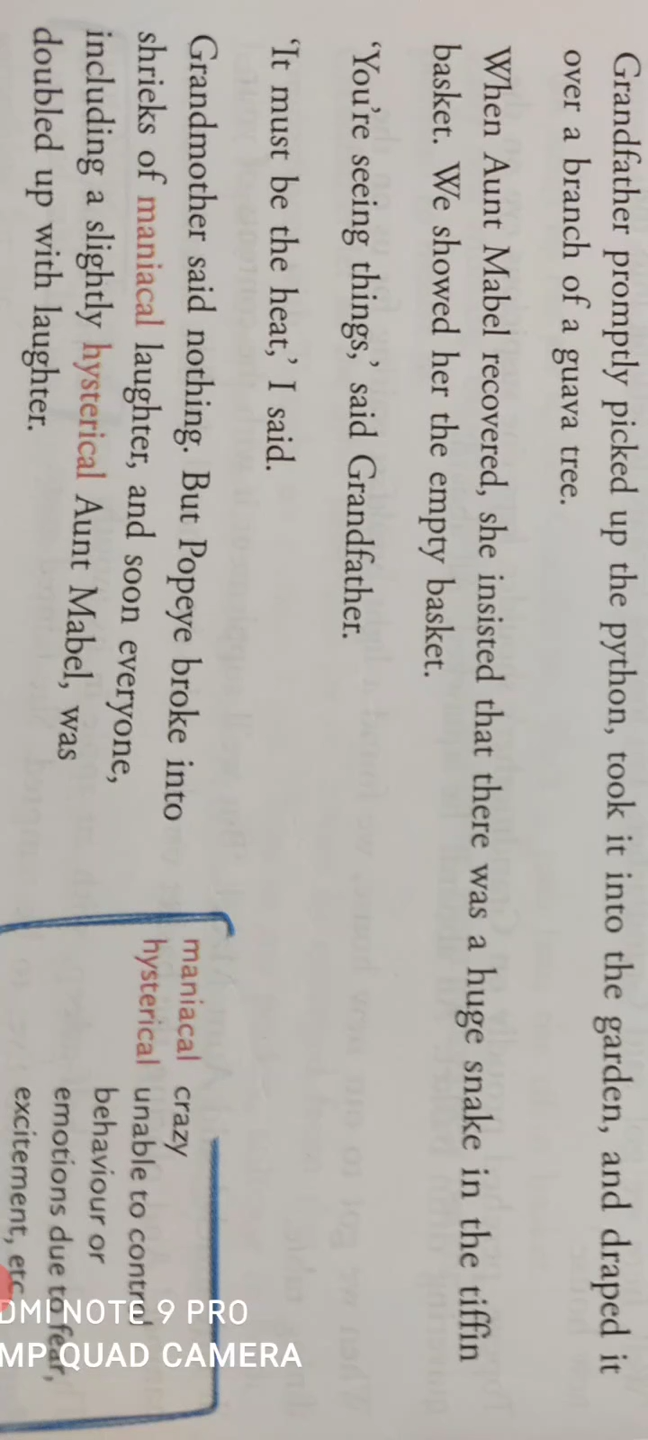 Grandfather promptly picked up the python, took it into the garden, and draped it
over a branch of a guava tree.
When Aunt Mabel recovered, she insisted that there was a huge snake in the tiffin
basket. We showed her the empty basket.
‘You’re seeing things,’ said Grandfather.
‘It must be the heat,’ I said.
Grandmother said nothing. But Popeye broke into
shrieks of maniacal laughter, and soon everyone,
including a slightly hysterical Aunt Mabel, was
doubled up with laughter.
maniacal crazy
hysterical unable to control
behaviour or
emotions due to fear,
excitement, etc
DMI NOTE 9 PRO
MP QUAD CAMERA